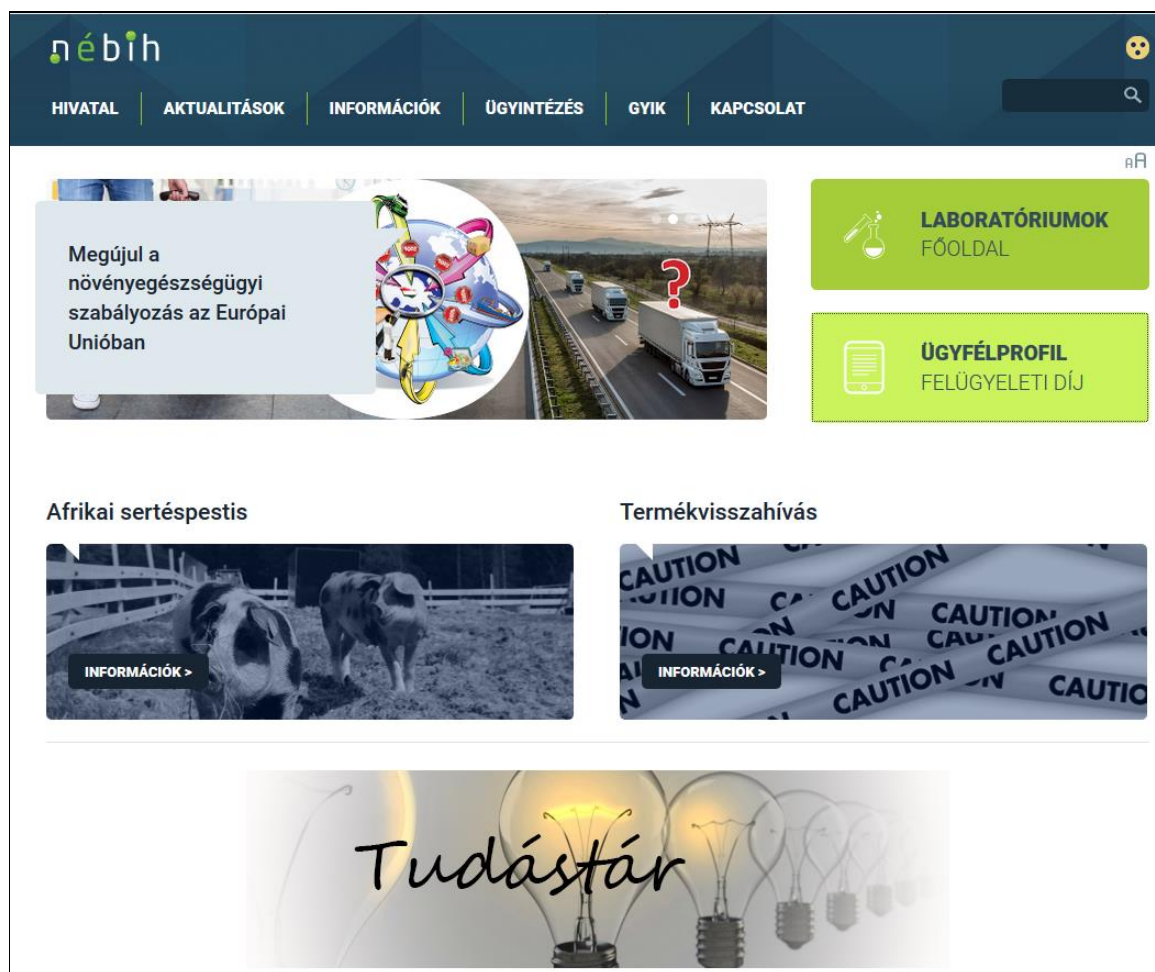 nébih
HIVATAL
AKTUALITÁSOK
INFORMÁCIÓK
ÜGYINTÉZÉS
GYIK
KAPCSOLAT
AA
Megújul a
növényegészségügyi
szabályozás az Európai
Unióban
?
LABORATÓRIUMOK
FŐOLDAL
ÜGYFÉLPROFIL
FELÜGYELETI DÍJ
Afrikai sertéspestis
INFORMÁCIÓK >
Termékvisszahívás
CAUTION
CAUTION
CAUTION
CAUTION
CAUTION
CAUTION
INFORMÁCIÓK >
Tudástár